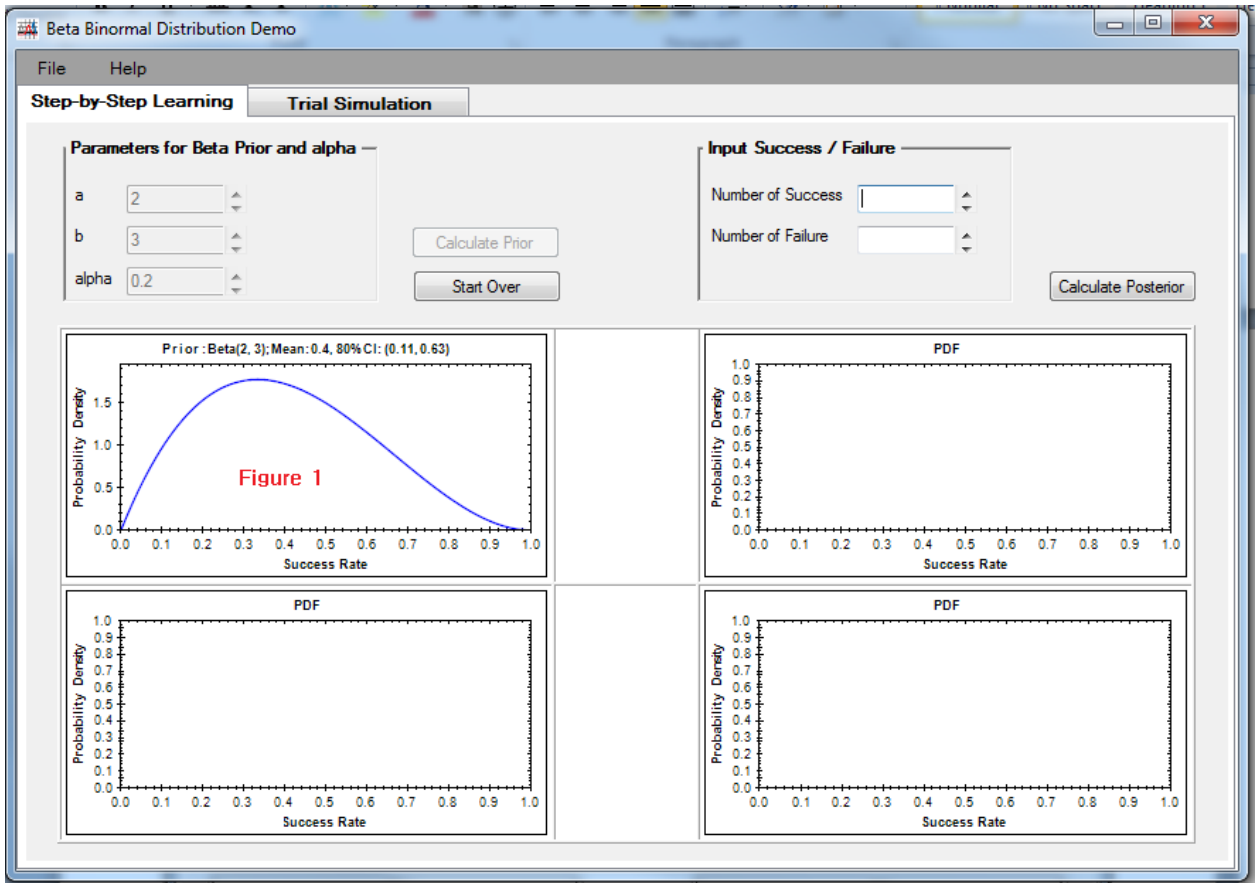 Beta Binormal Distribution Demo
File Help
Step-by-Step Learning Trial Simulation
Parameters for Beta Prior and alpha
a 2
b 3
alpha 0.2
Calculate Prior
Start Over
Input Success / Failure
Number of Success
Number of Failure
Calculate Posterior
Prior :Beta(2, 3); Mean: 0.4, 80% CI: (0.11, 0.63)
Probability Density
1.5
1.0
0.5
0.0
Figure 1
0.0 0.1 0.2 0.3 0.4 0.5 0.6 0.7 0.8 0.9 1.0
Success Rate
PDF
Probability Density
1.0
0.9
0.8
0.7
0.6
0.5
0.4
0.3
0.2
0.1
0.0
0.0 0.1 0.2 0.3 0.4 0.5 0.6 0.7 0.8 0.9 1.0
Success Rate
PDF
Probability Density
1.0
0.9
0.8
0.7
0.6
0.5
0.4
0.3
0.2
0.1
0.0
0.0 0.1 0.2 0.3 0.4 0.5 0.6 0.7 0.8 0.9 1.0
Success Rate
PDF
Probability Density
1.0
0.9
0.8
0.7
0.6
0.5
0.4
0.3
0.2
0.1
0.0
0.0 0.1 0.2 0.3 0.4 0.5 0.6 0.7 0.8 0.9 1.0
Success Rate